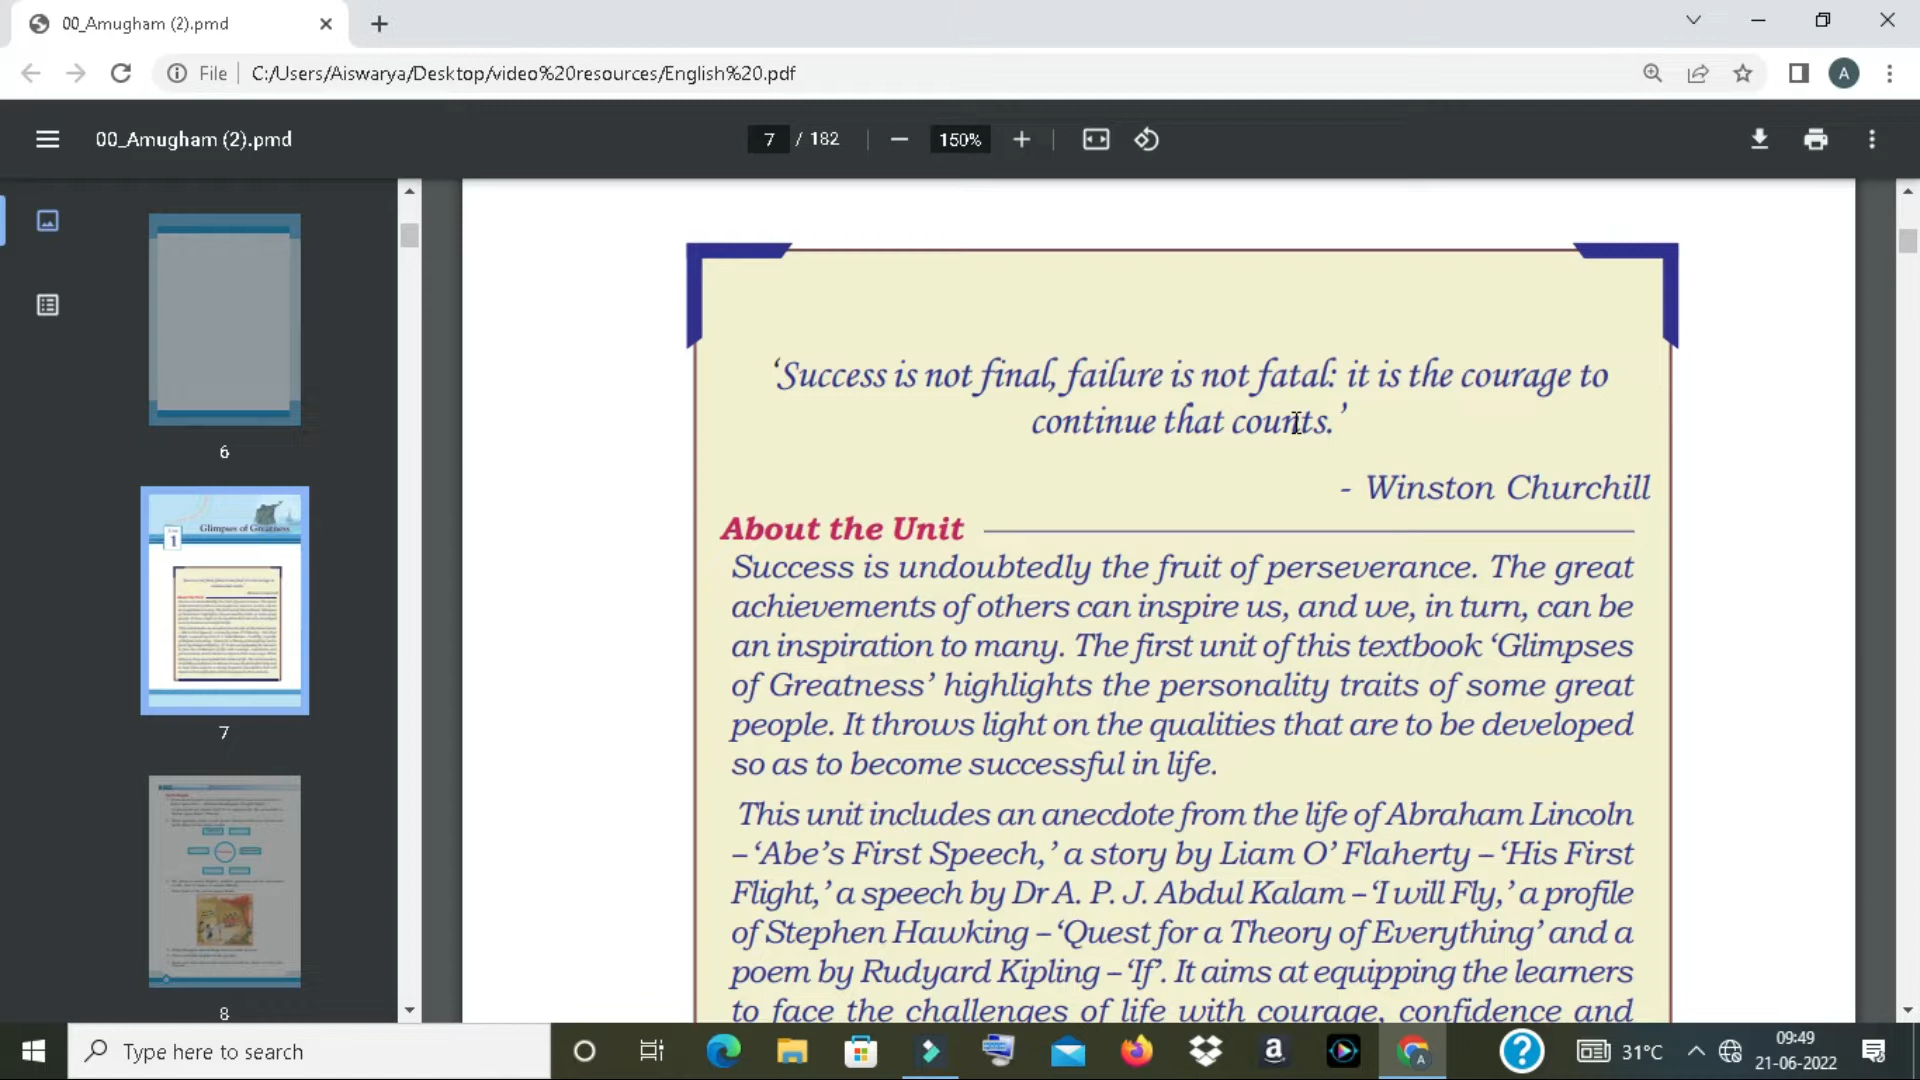 00_Amugham (2).pmd
File
C:/Users/Aiswarya/Desktop/video%20resources/English%20.pdf
A
00_Amugham (2).pmd
7 / 182
150%
6
Unit 1
Glimpses of Greatness
7
8
‘Success is not final, failure is not fatal: it is the courage to
continue that counts.’
- Winston Churchill
About the Unit
Success is undoubtedly the fruit of perseverance. The great
achievements of others can inspire us, and we, in turn, can be
an inspiration to many. The first unit of this textbook ‘Glimpses
of Greatness’ highlights the personality traits of some great
people. It throws light on the qualities that are to be developed
so as to become successful in life.
This unit includes an anecdote from the life of Abraham Lincoln
– ‘Abe’s First Speech,’ a story by Liam O’ Flaherty – ‘His First
Flight,’ a speech by Dr A. P. J. Abdul Kalam – ‘I will Fly,’ a profile
of Stephen Hawking – ‘Quest for a Theory of Everything’ and a
poem by Rudyard Kipling – ‘If’. It aims at equipping the learners
to face the challenges of life with courage, confidence and
Type here to search
31°C
09:49
21-06-2022